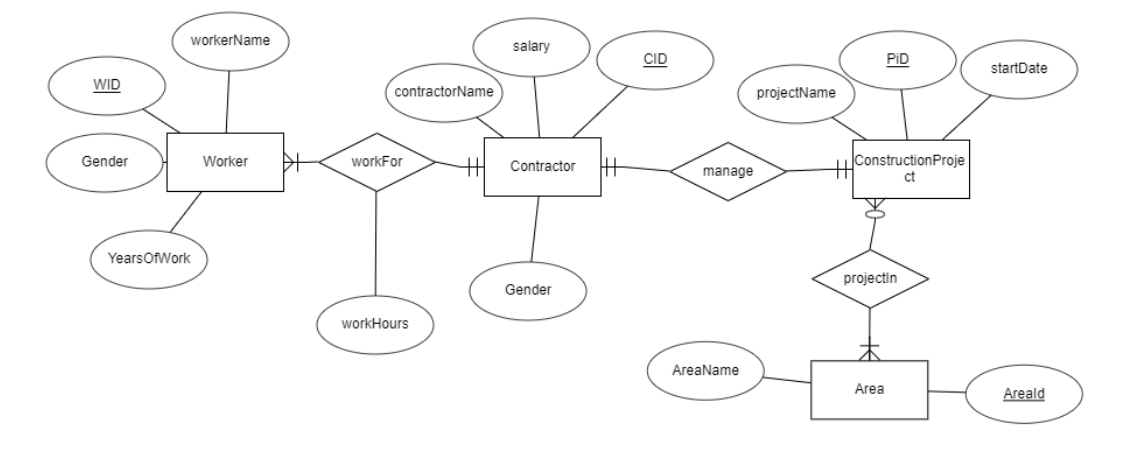 workerName
WID
Gender
Worker
YearsOfWork
workFor
workHours
salary
CID
contractorName
Contractor
Gender
manage
PiD
startDate
projectName
ConstructionProje
ct
projectIn
AreaName
Area
AreaId